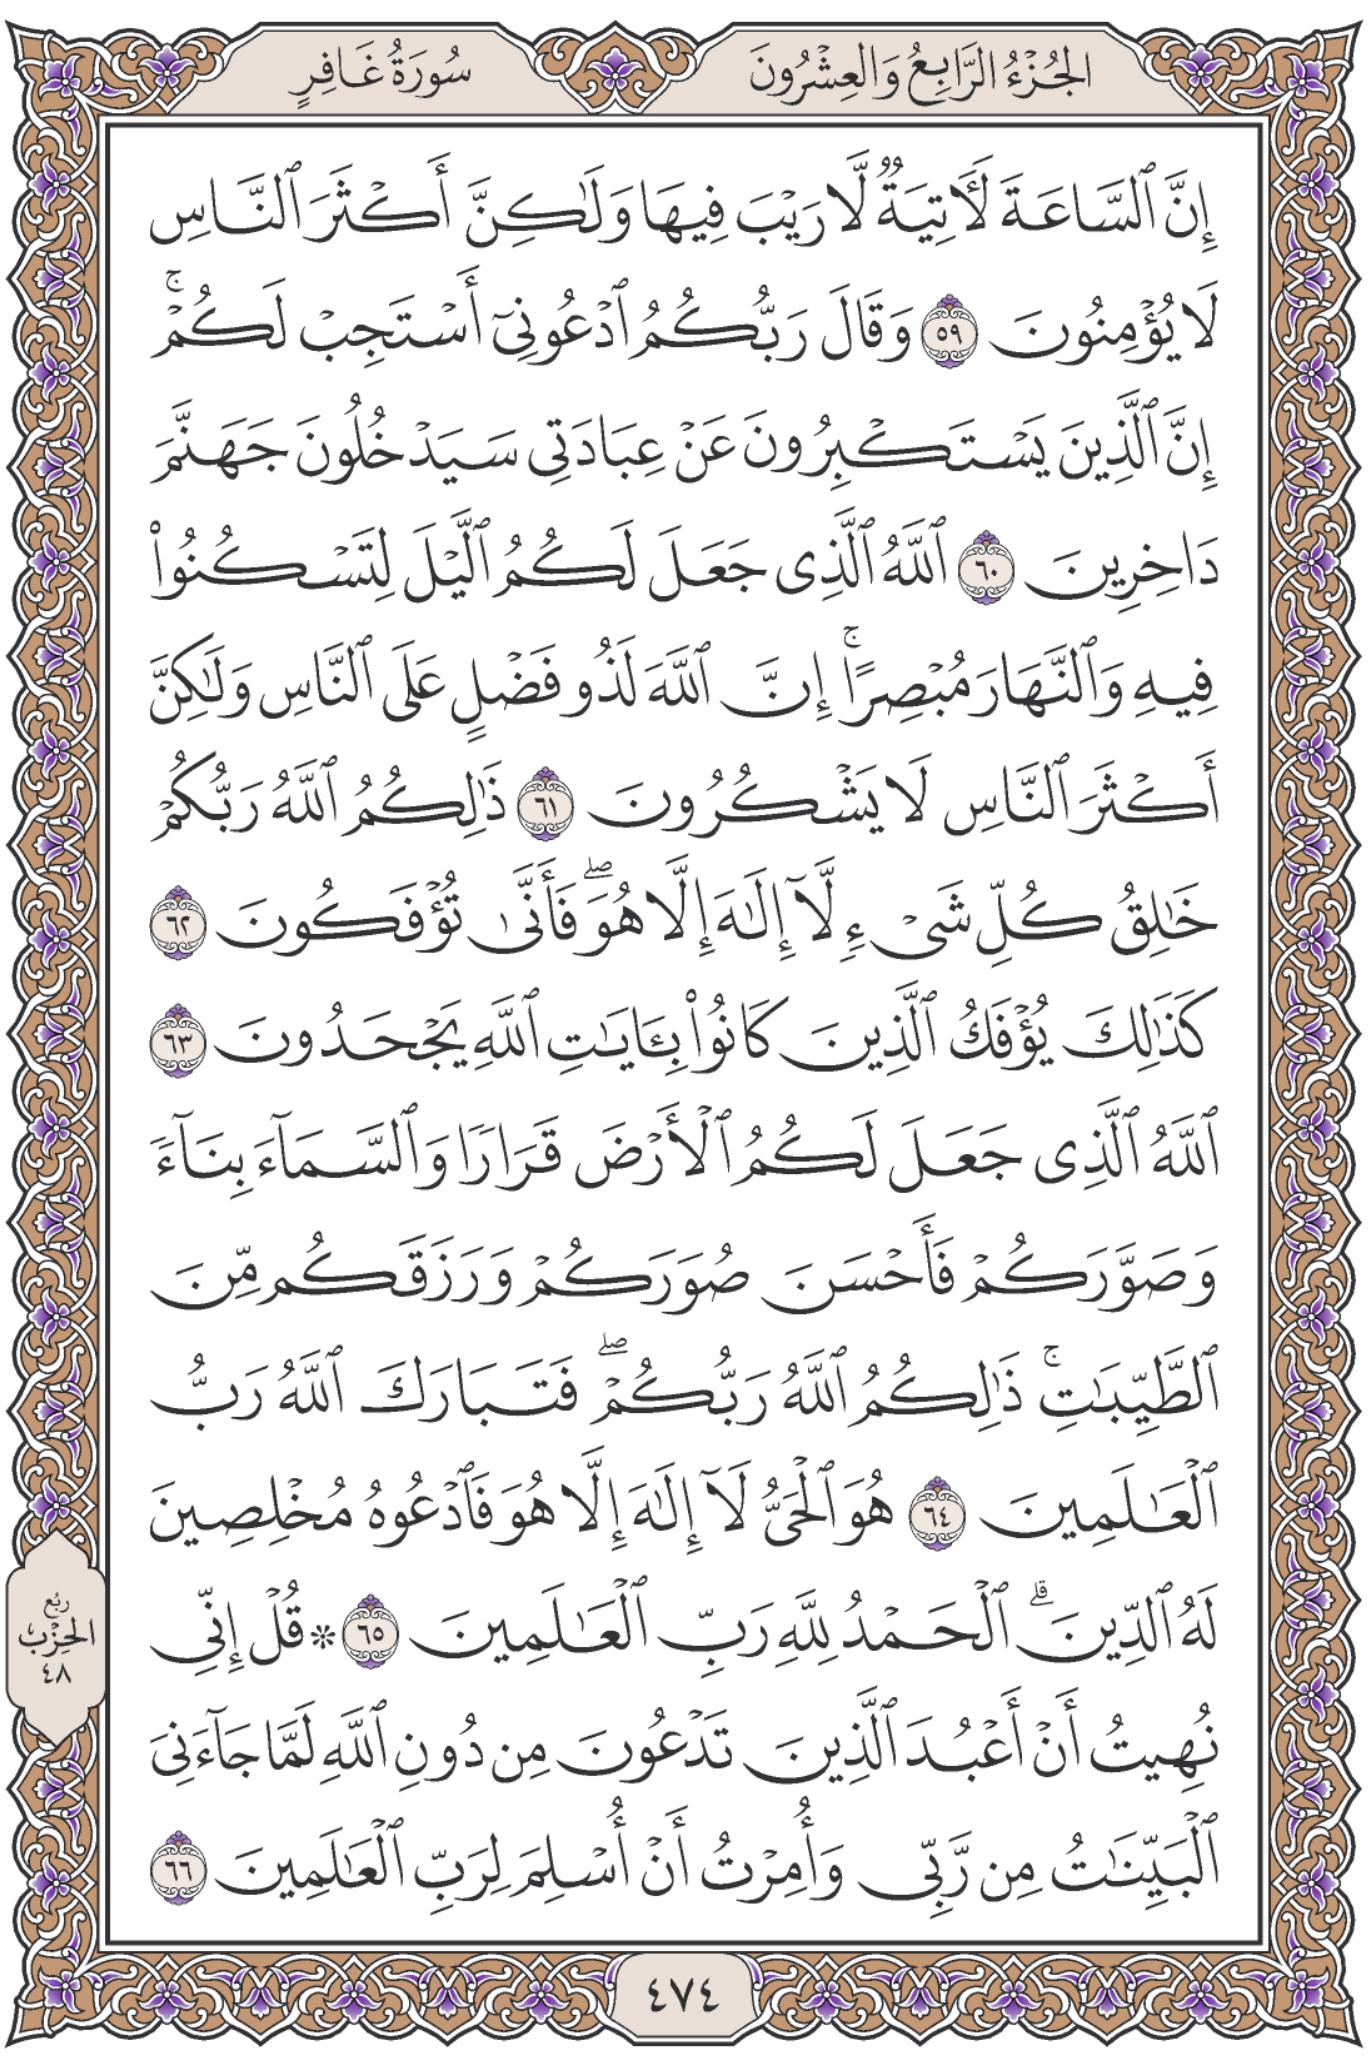 الجُزْءُ الرَّابِعُ وَالعِشْرُونَ
سُورَةُ غَافِرٍ
إِنَّ ٱلسَّاعَةَ لَأٓتِيَةٌ لَّا رَيْبَ فِيهَا وَلَٰكِنَّ أَكْثَرَ ٱلنَّاسِ
لَا يُؤْمِنُونَ ٥٩ وَقَالَ رَبُّكُمُ ٱدْعُونِىٓ أَسْتَجِبْ لَكُمْ ۚ
إِنَّ ٱلَّذِينَ يَسْتَكْبِرُونَ عَنْ عِبَادَتِى سَيَدْخُلُونَ جَهَنَّمَ
دَاخِرِينَ ٦٠ ٱللَّهُ ٱلَّذِى جَعَلَ لَكُمُ ٱلَّيْلَ لِتَسْكُنُوا۟
فِيهِ وَٱلنَّهَارَ مُبْصِرًا ۚ إِنَّ ٱللَّهَ لَذُو فَضْلٍ عَلَى ٱلنَّاسِ وَلَٰكِنَّ
أَكْثَرَ ٱلنَّاسِ لَا يَشْكُرُونَ ٦١ ذَٰلِكُمُ ٱللَّهُ رَبُّكُمْ
خَٰلِقُ كُلِّ شَىْءٍ لَّآ إِلَٰهَ إِلَّا هُوَ ۖ فَأَنَّىٰ تُؤْفَكُونَ ٦٢
كَذَٰلِكَ يُؤْفَكُ ٱلَّذِينَ كَانُوا۟ بِـَٔايَٰتِ ٱللَّهِ يَجْحَدُونَ ٦٣
ٱللَّهُ ٱلَّذِى جَعَلَ لَكُمُ ٱلْأَرْضَ قَرَارًا وَٱلسَّمَآءَ بِنَآءً
وَصَوَّرَكُمْ فَأَحْسَنَ صُوَرَكُمْ وَرَزَقَكُم مِّنَ
ٱلطَّيِّبَٰتِ ۚ ذَٰلِكُمُ ٱللَّهُ رَبُّكُمْ ۖ فَتَبَارَكَ ٱللَّهُ رَبُّ
ٱلْعَٰلَمِينَ ٦٤ هُوَ ٱلْحَىُّ لَآ إِلَٰهَ إِلَّا هُوَ فَٱدْعُوهُ مُخْلِصِينَ
لَهُ ٱلدِّينَ ۗ ٱلْحَمْدُ لِلَّهِ رَبِّ ٱلْعَٰلَمِينَ ٦٥ * قُلْ إِنِّى
نُهِيتُ أَنْ أَعْبُدَ ٱلَّذِينَ تَدْعُونَ مِن دُونِ ٱللَّهِ لَمَّا جَآءَنِىَ
ٱلْبَيِّنَٰتُ مِن رَّبِّى وَأُمِرْتُ أَنْ أُسْلِمَ لِرَبِّ ٱلْعَٰلَمِينَ ٦٦
رُبُع
الحِزْب
٤٨
٤٧٤